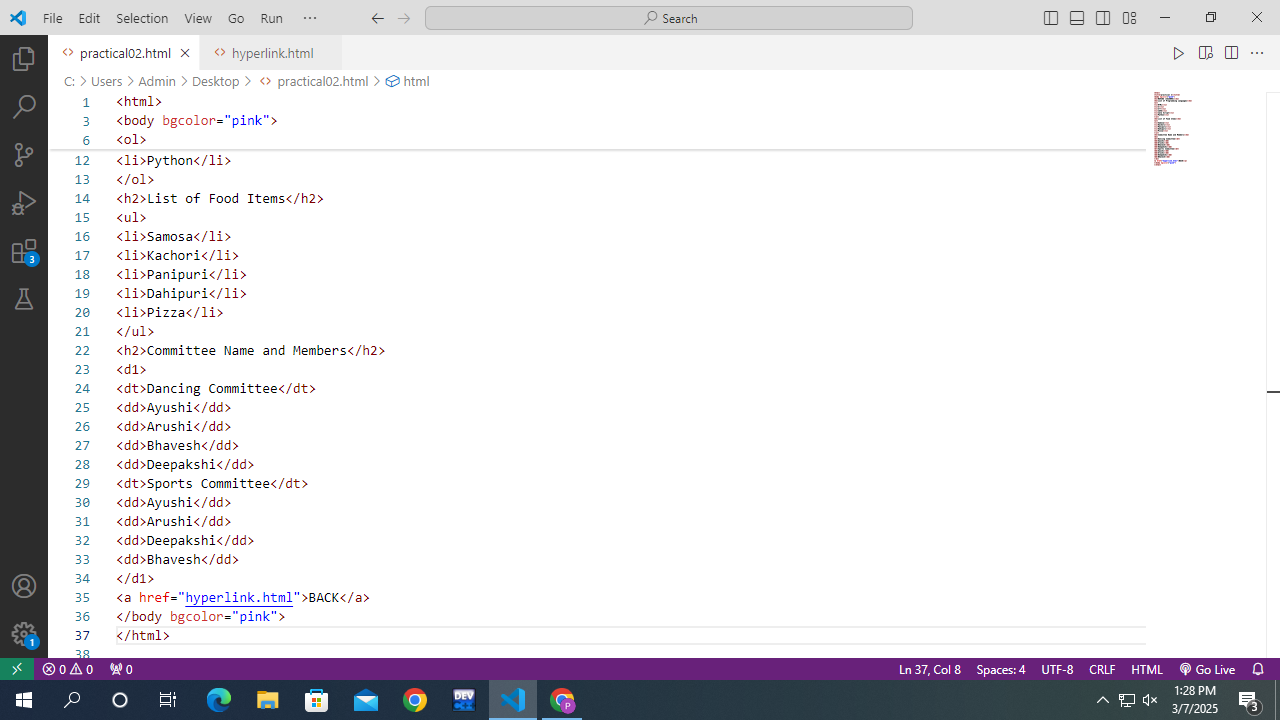 File Edit Selection View Go Run ··· Search
practical02.html hyperlink.html
C: > Users > Admin > Desktop > practical02.html > html
1 <html>
3 <body bgcolor="pink">
6 <ol>
12 <li>Python</li>
13 </ol>
14 <h2>List of Food Items</h2>
15 <ul>
16 <li>Samosa</li>
17 <li>Kachori</li>
18 <li>Panipuri</li>
19 <li>Dahipuri</li>
20 <li>Pizza</li>
21 </ul>
22 <h2>Committee Name and Members</h2>
23 <d1>
24 <dt>Dancing Committee</dt>
25 <dd>Ayushi</dd>
26 <dd>Arushi</dd>
27 <dd>Bhavesh</dd>
28 <dd>Deepakshi</dd>
29 <dt>Sports Committee</dt>
30 <dd>Ayushi</dd>
31 <dd>Arushi</dd>
32 <dd>Deepakshi</dd>
33 <dd>Bhavesh</dd>
34 </d1>
35 <a href="hyperlink.html">BACK</a>
36 </body bgcolor="pink">
37 </html>
38
3
1
0 0 0 Ln 37, Col 8 Spaces: 4 UTF-8 CRLF HTML Go Live
DEV P 1:28 PM
3/7/2025 3